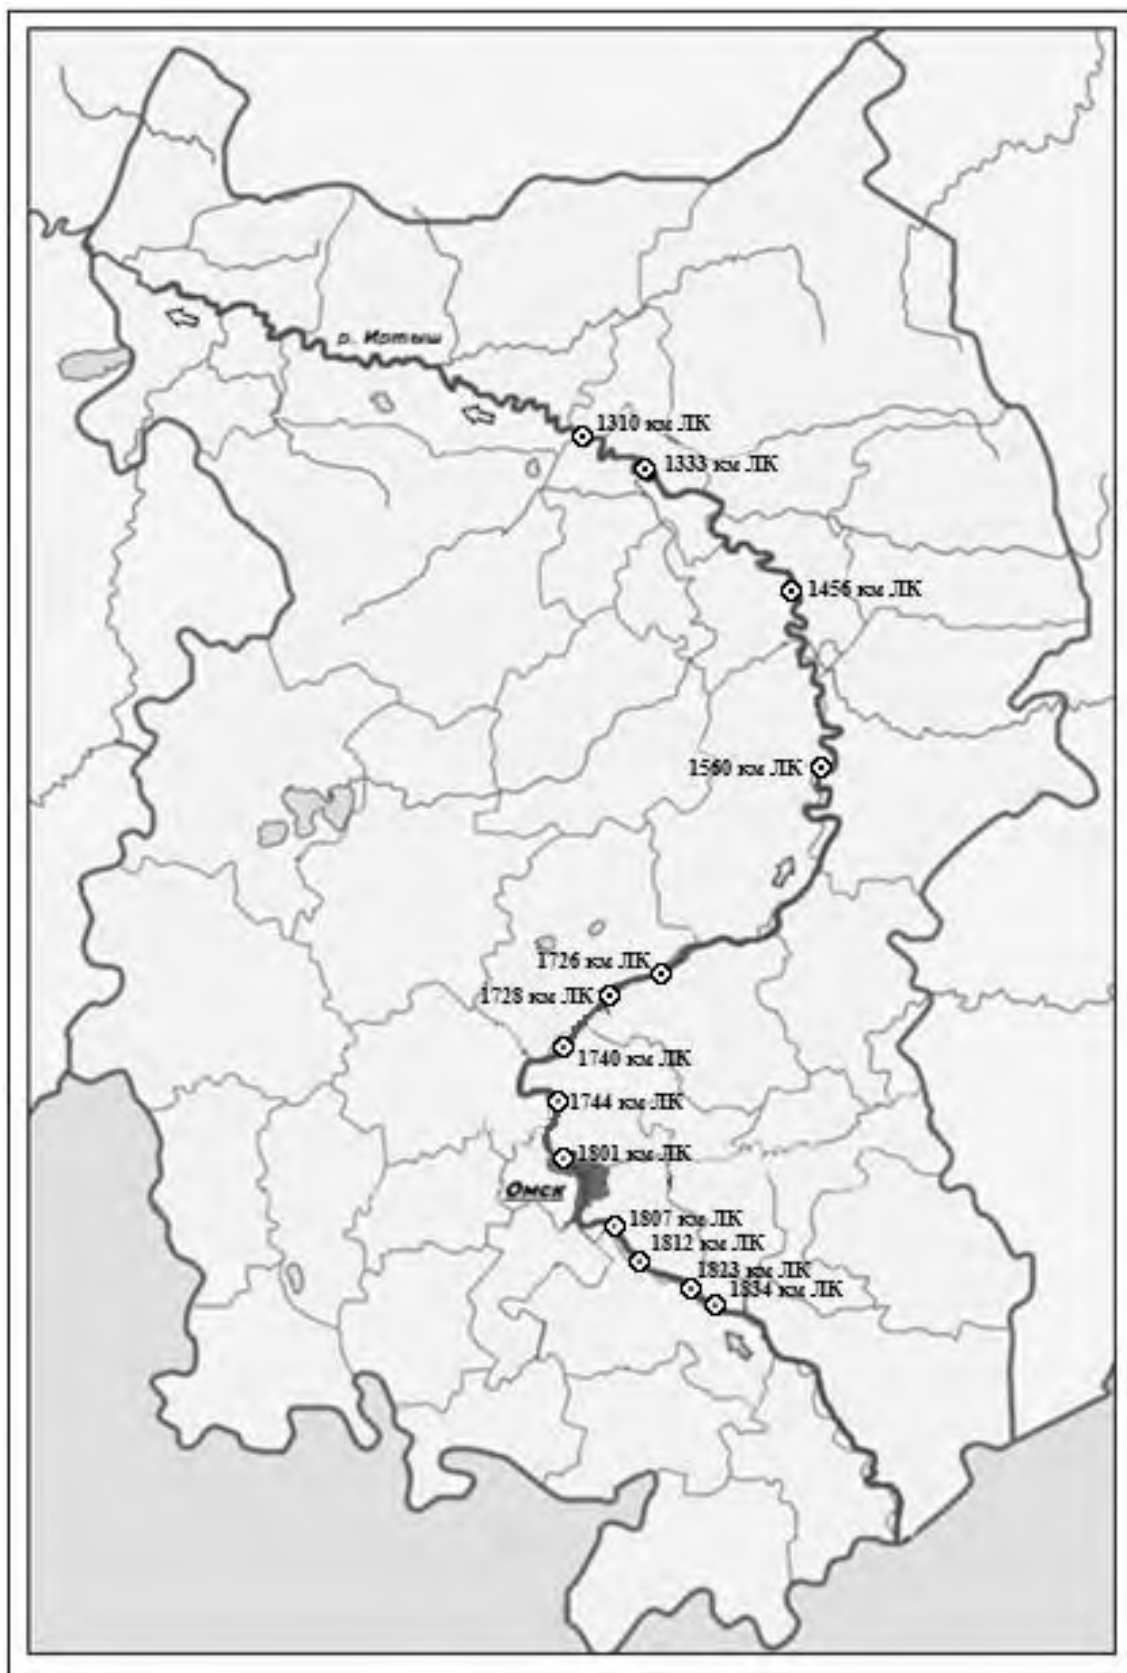 р. Иртыш
1310 км ЛК
1333 км ЛК
1456 км ЛК
1560 км ЛК
1726 км ЛК
1728 км ЛК
1740 км ЛК
1744 км ЛК
1801 км ЛК
Омск
1807 км ЛК
1812 км ЛК
1823 км ЛК
1834 км ЛК